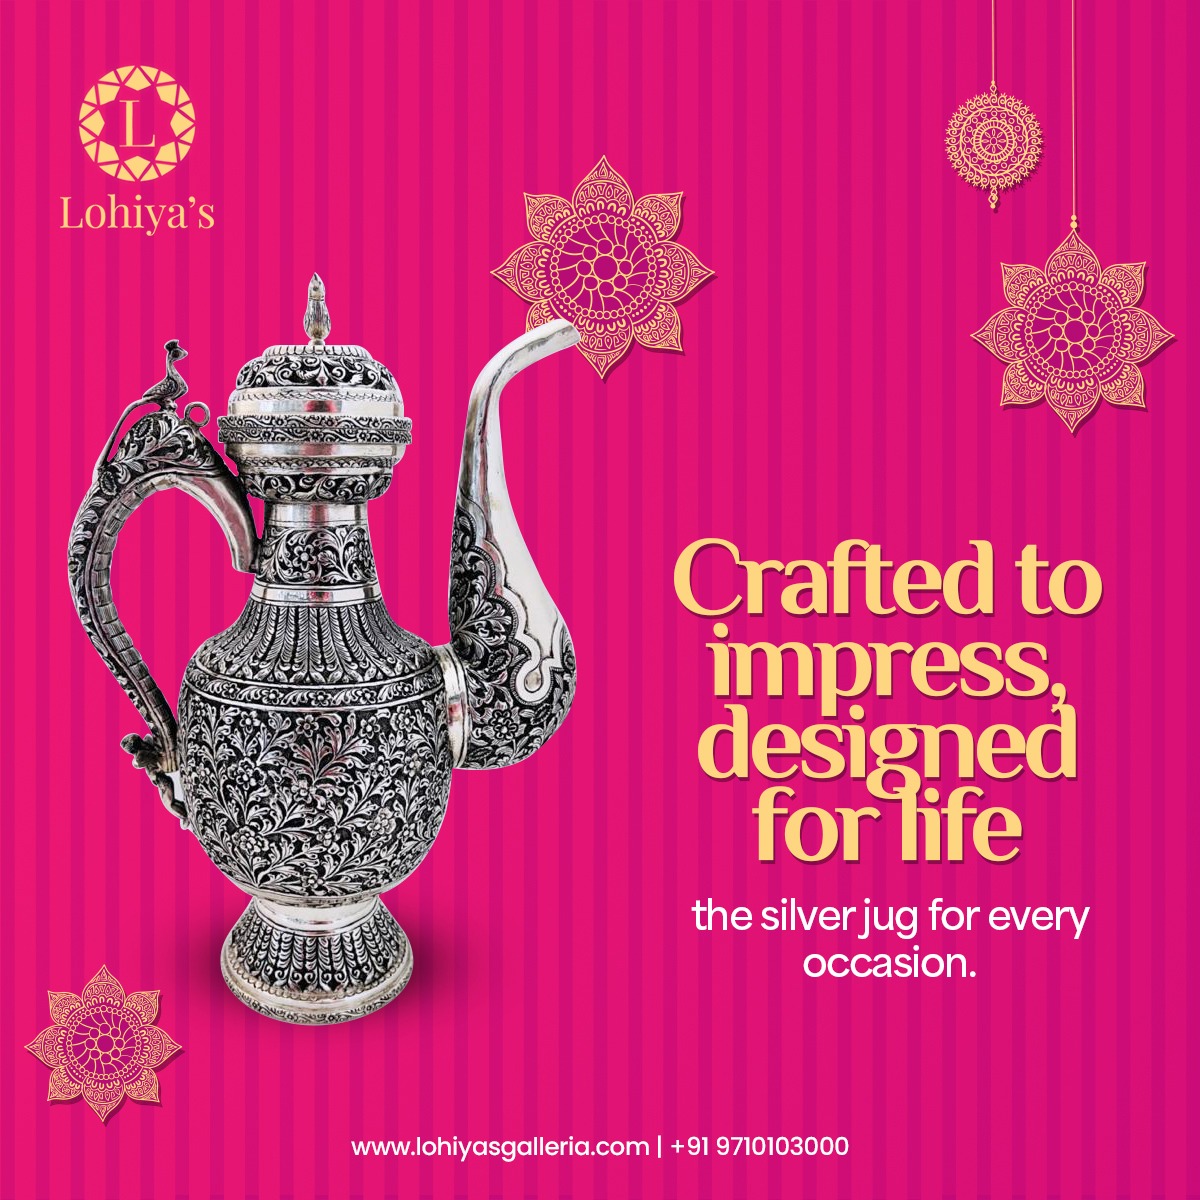 L
Lohiya's
Crafted to
impress,
designed
for life
the silver jug for every
occasion.
www.lohiyasgalleria.com | +91 9710103000